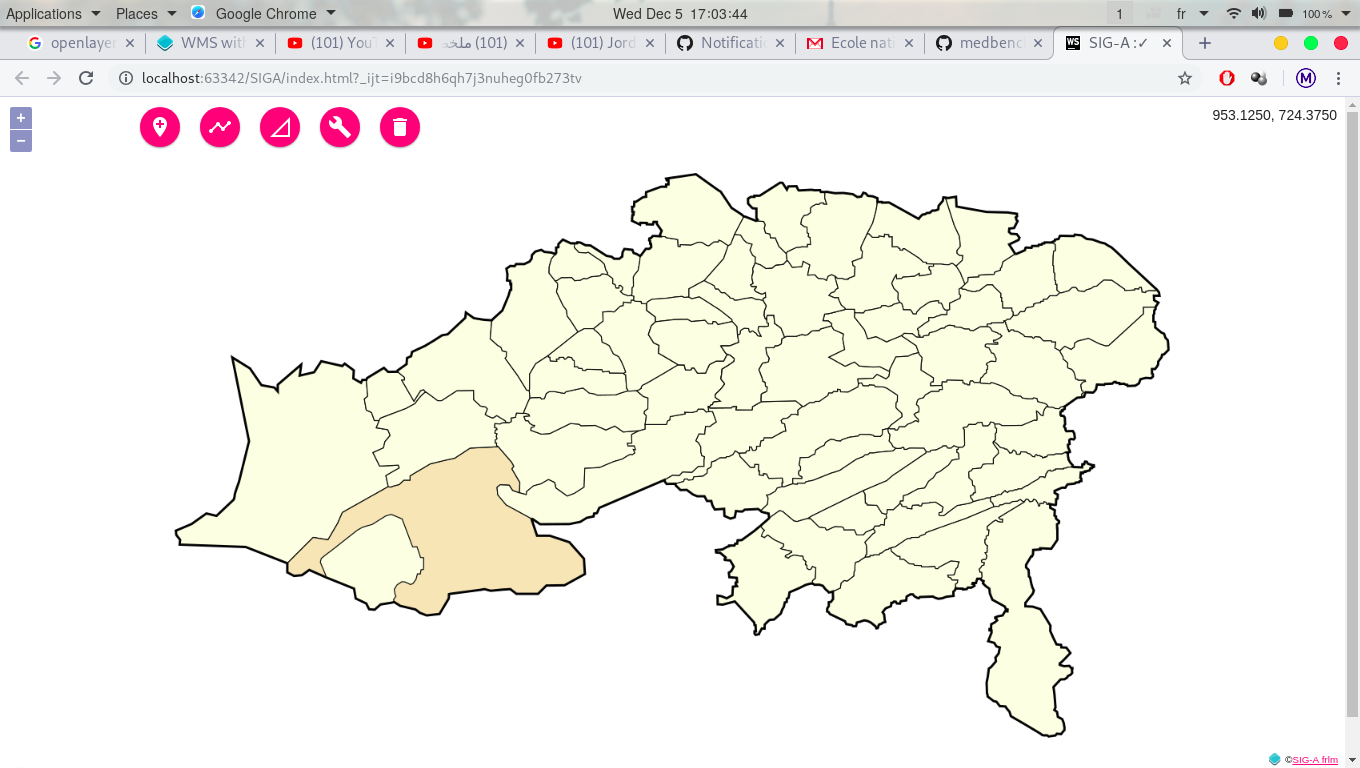 Applications Places Google Chrome Wed Dec 5 17:03:44 1 fr 100%
openlayer WMS with (101) YouT ملخص (101) (101) Jord Notificatio Ecole nati medbenc SIG-A :✓
localhost:63342/SIGA/index.html?_ijt=i9bcd8h6qh7j3nuheg0fb273tv
+ 953.1250, 724.3750
−
©SIG-A frlm